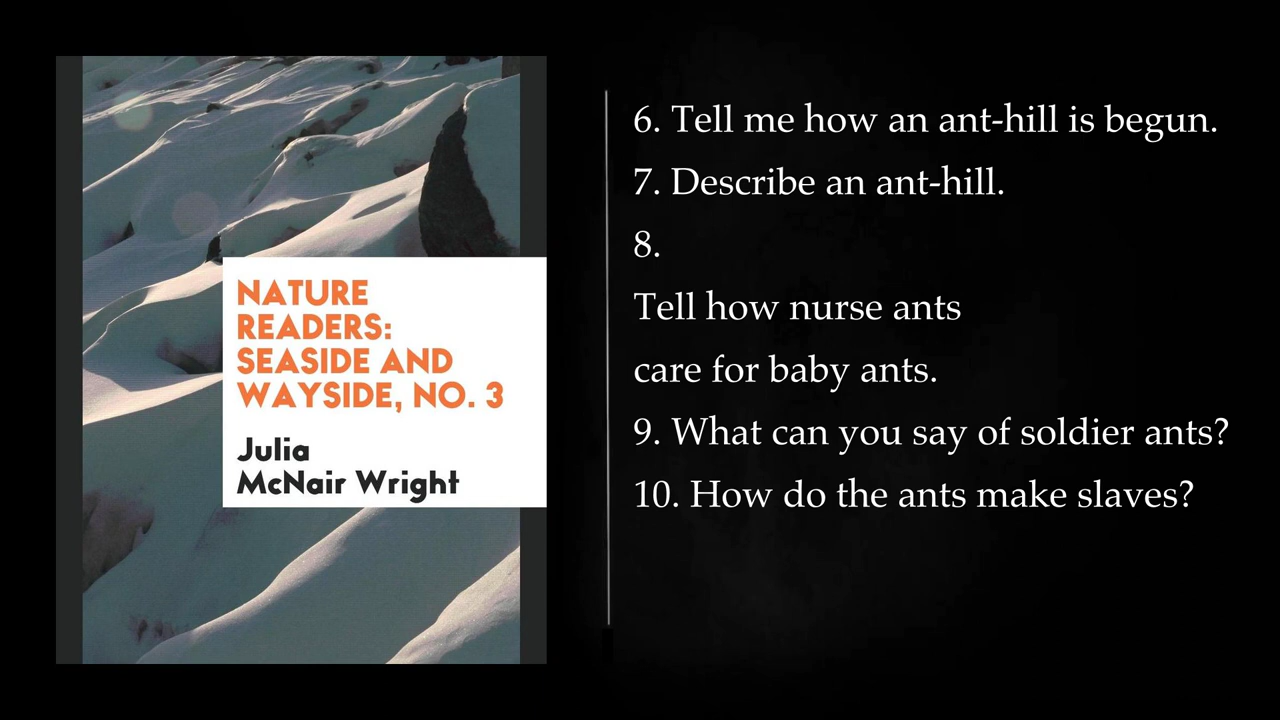 NATURE
READERS:
SEASIDE AND
WAYSIDE, NO. 3
Julia
McNair Wright
6. Tell me how an ant-hill is begun.
7. Describe an ant-hill.
8.
Tell how nurse ants
care for baby ants.
9. What can you say of soldier ants?
10. How do the ants make slaves?